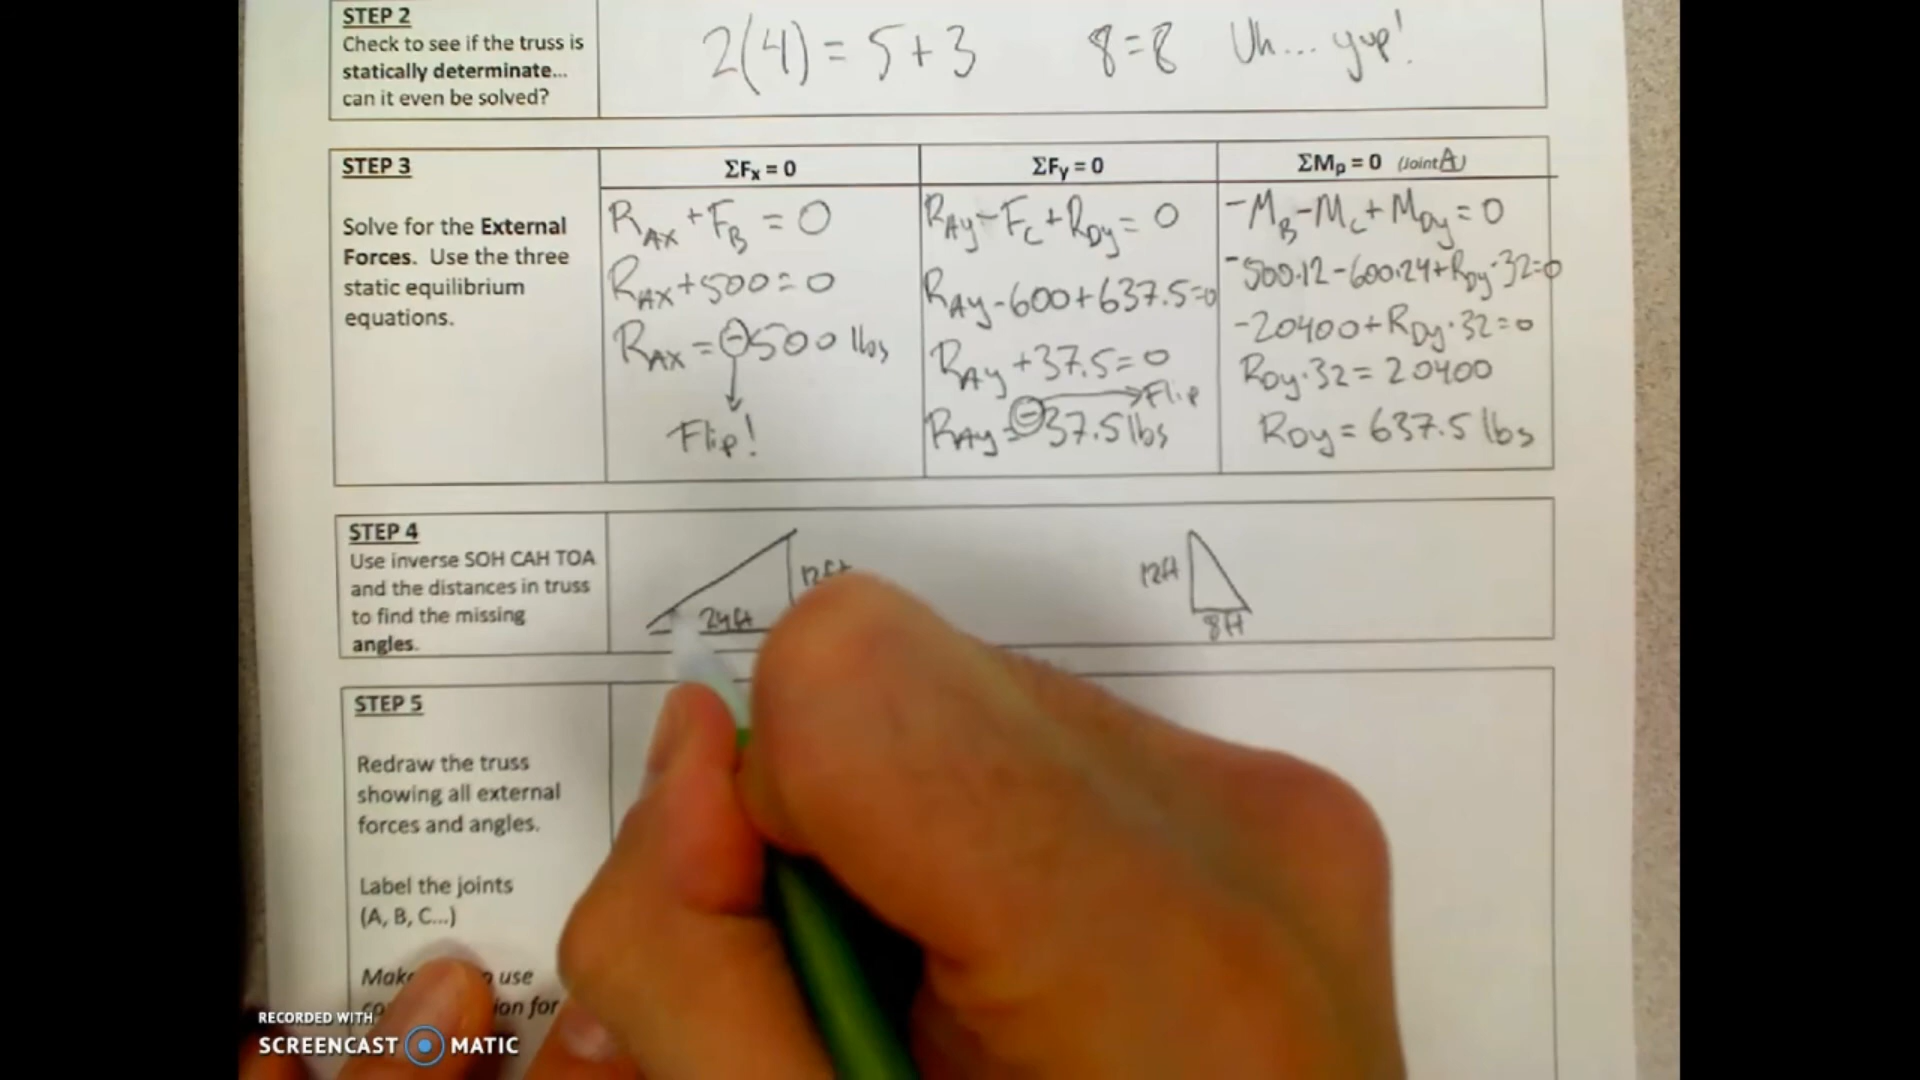 STEP 2
Check to see if the truss is
statically determinate...
can it even be solved?
2(4) = 5+3 8=8 Uh... yup!
STEP 3
Solve for the External
Forces. Use the three
static equilibrium
equations.
ΣFx = 0
RAX + FB = 0
RAX + 500 = 0
RAX = -500 lbs
Flip!
ΣFy = 0
RAy - FC + RDy = 0
RAy - 600 + 637.5 = 0
RAy + 37.5 = 0
Flip
RAy = -37.5 lbs
ΣMp = 0 (Joint A)
-MB - MC + MDy = 0
-500·12 - 600·24 + RDy·32 = 0
-20400 + RDy·32 = 0
RDy·32 = 20400
RDy = 637.5 lbs
STEP 4
Use inverse SOH CAH TOA
and the distances in truss
to find the missing
angles.
12ft
24ft
12ft
8ft
STEP 5
Redraw the truss
showing all external
forces and angles.
Label the joints
(A, B, C...)
use
for
RECORDED WITH
SCREENCAST MATIC